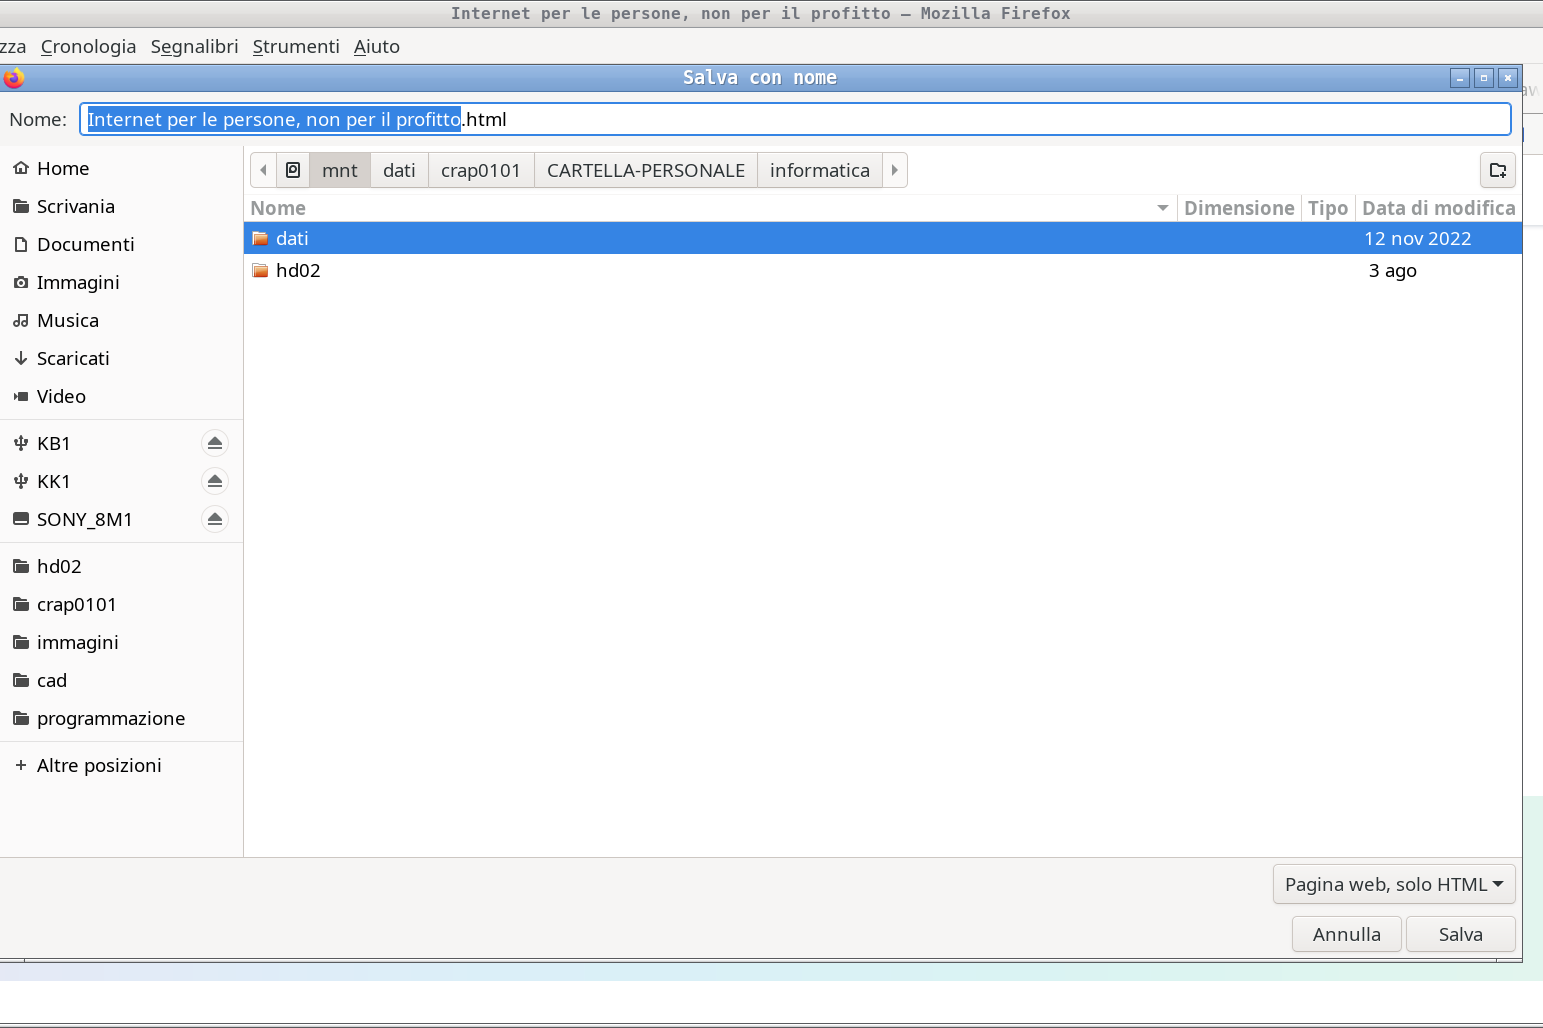 Internet per le persone, non per il profitto — Mozilla Firefox
zza Cronologia Segnalibri Strumenti Aiuto
Salva con nome
Nome: Internet per le persone, non per il profitto.html
Home
Scrivania
Documenti
Immagini
Musica
Scaricati
Video
KB1
KK1
SONY_8M1
hd02
crap0101
immagini
cad
programmazione
Altre posizioni
mnt dati crap0101 CARTELLA-PERSONALE informatica
Nome Dimensione Tipo Data di modifica
dati 12 nov 2022
hd02 3 ago
Pagina web, solo HTML
Annulla Salva